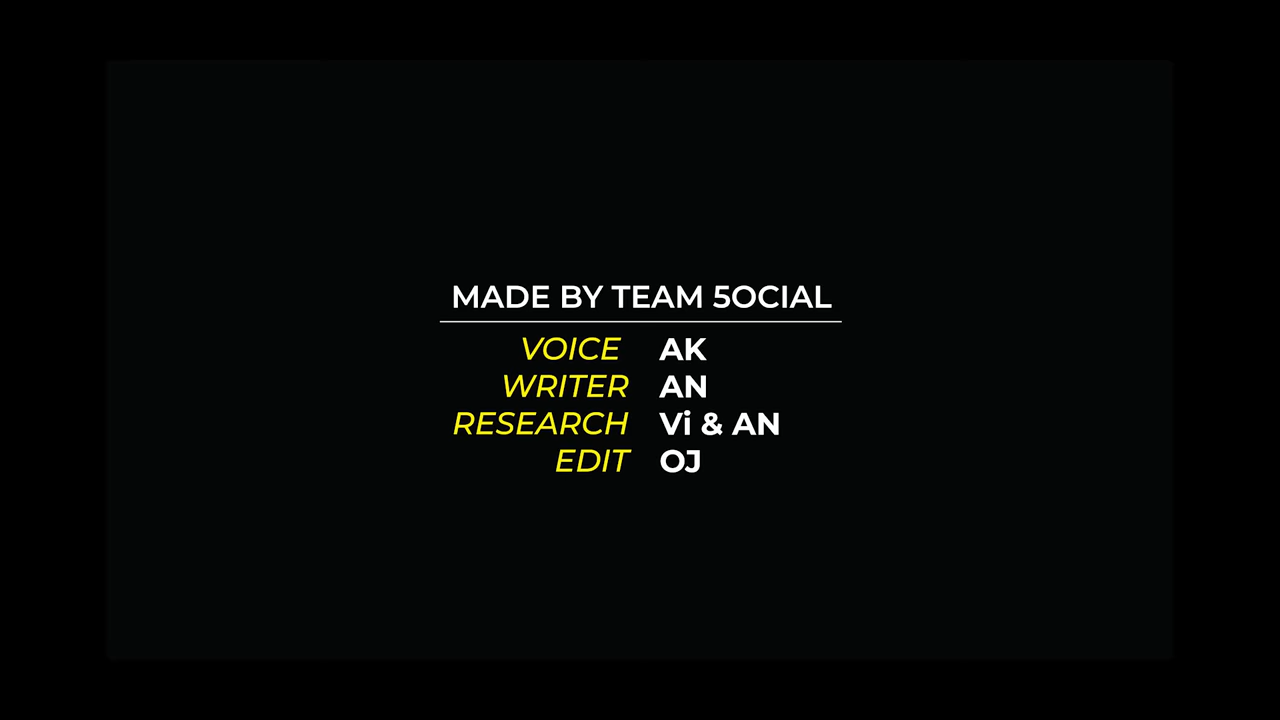 MADE BY TEAM 5OCIAL
VOICE AK
WRITER AN
RESEARCH Vi & AN
EDIT OJ